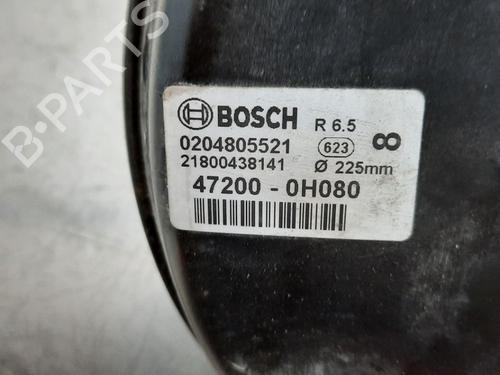 BOSCH R 6.5
0204805521 623 8
21800438141 Ø 225mm
47200 - 0H080
B-PARTS